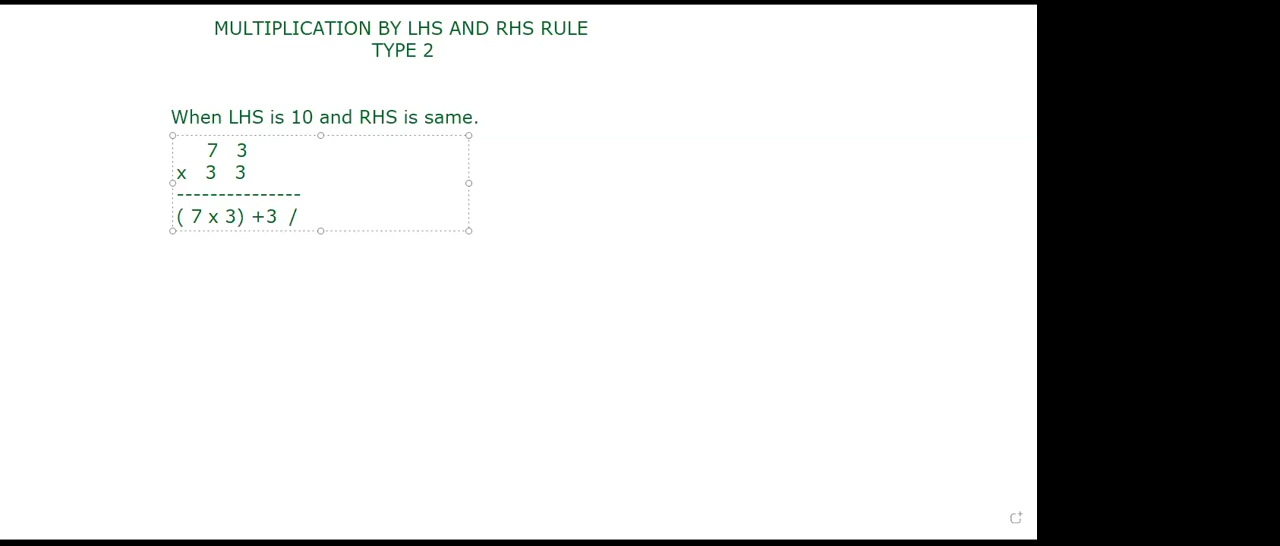 MULTIPLICATION BY LHS AND RHS RULE
TYPE 2
When LHS is 10 and RHS is same.
7 3
x 3 3
---------------
( 7 x 3) +3 /